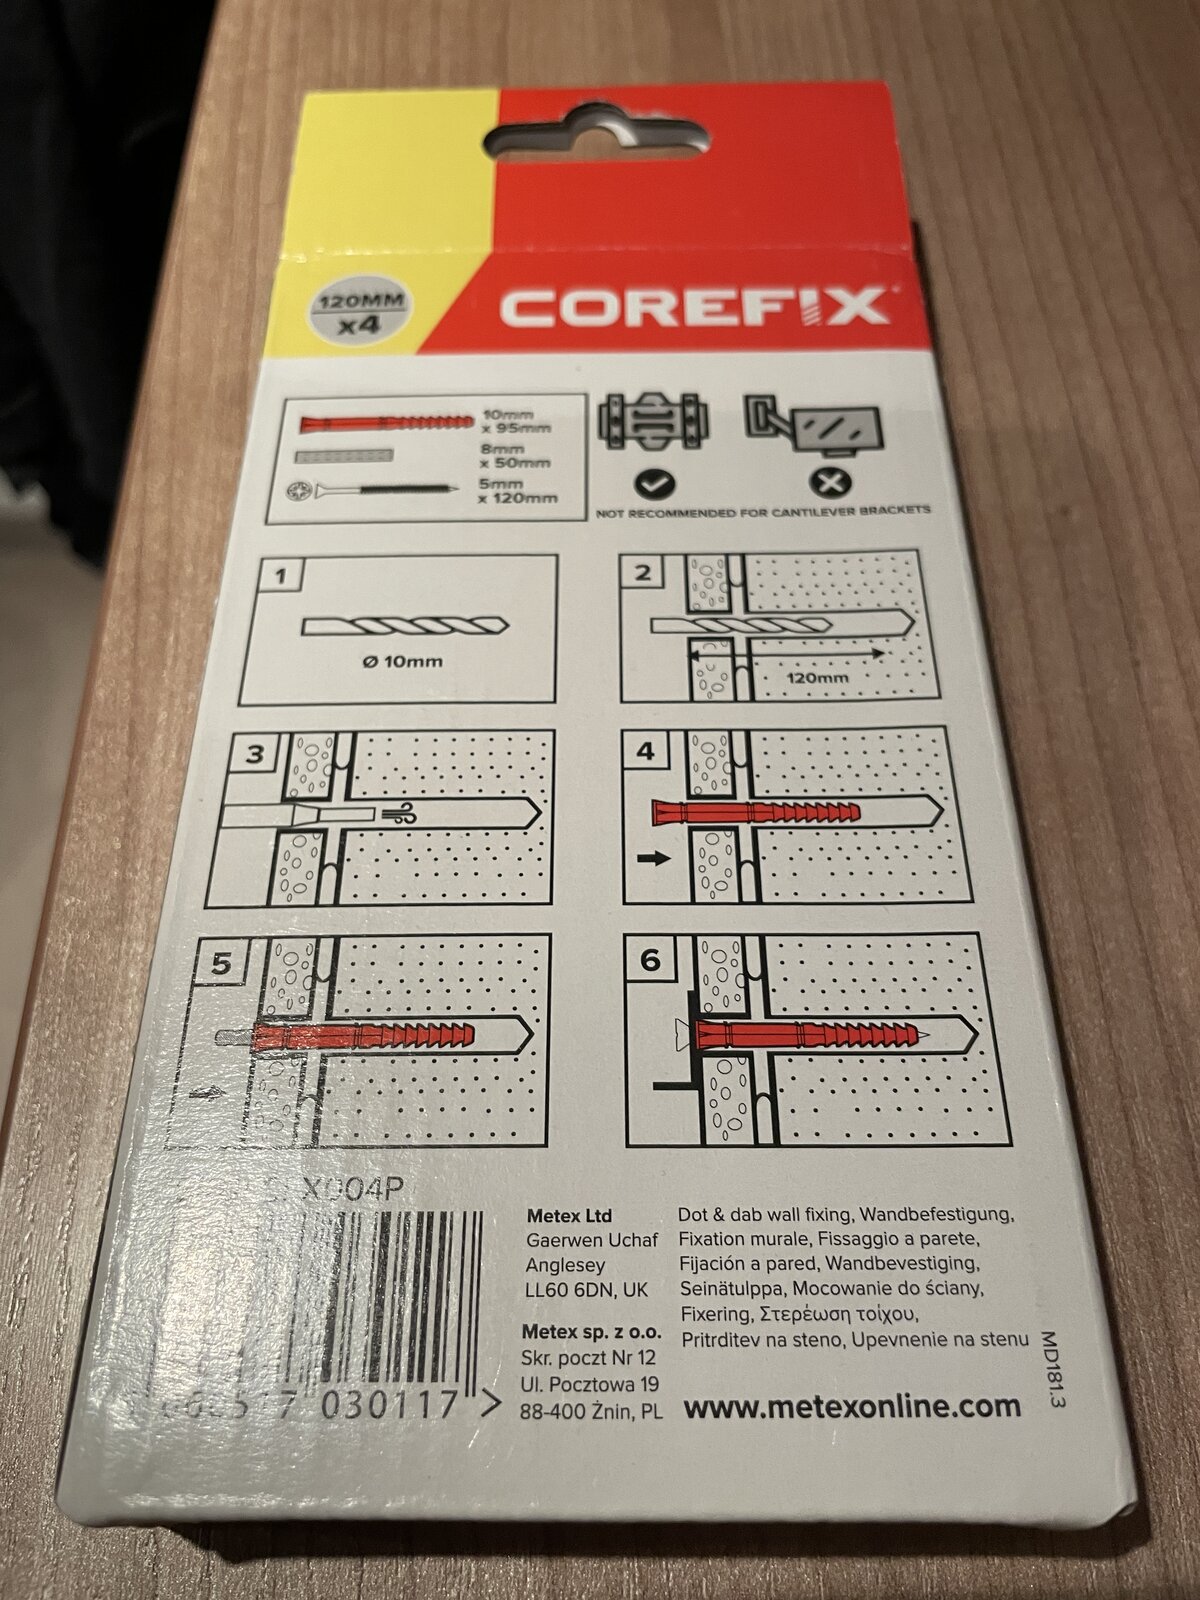 120MM
x4
COREFIX
10mm
x 95mm
8mm
x 50mm
5mm
x 120mm
NOT RECOMMENDED FOR CANTILEVER BRACKETS
1
Ø 10mm
2
120mm
3
4
5
6
X004P
030117 >
Metex Ltd
Gaerwen Uchaf
Anglesey
LL60 6DN, UK
Metex sp. z o.o.
Skr. poczt Nr 12
Ul. Pocztowa 19
88-400 Żnin, PL
Dot & dab wall fixing, Wandbefestigung,
Fixation murale, Fissaggio a parete,
Fijación a pared, Wandbevestiging,
Seinätulppa, Mocowanie do ściany,
Fixering, Στερέωση τοίχου,
Pritrditev na steno, Upevnenie na stenu
www.metexonline.com
MD181.3